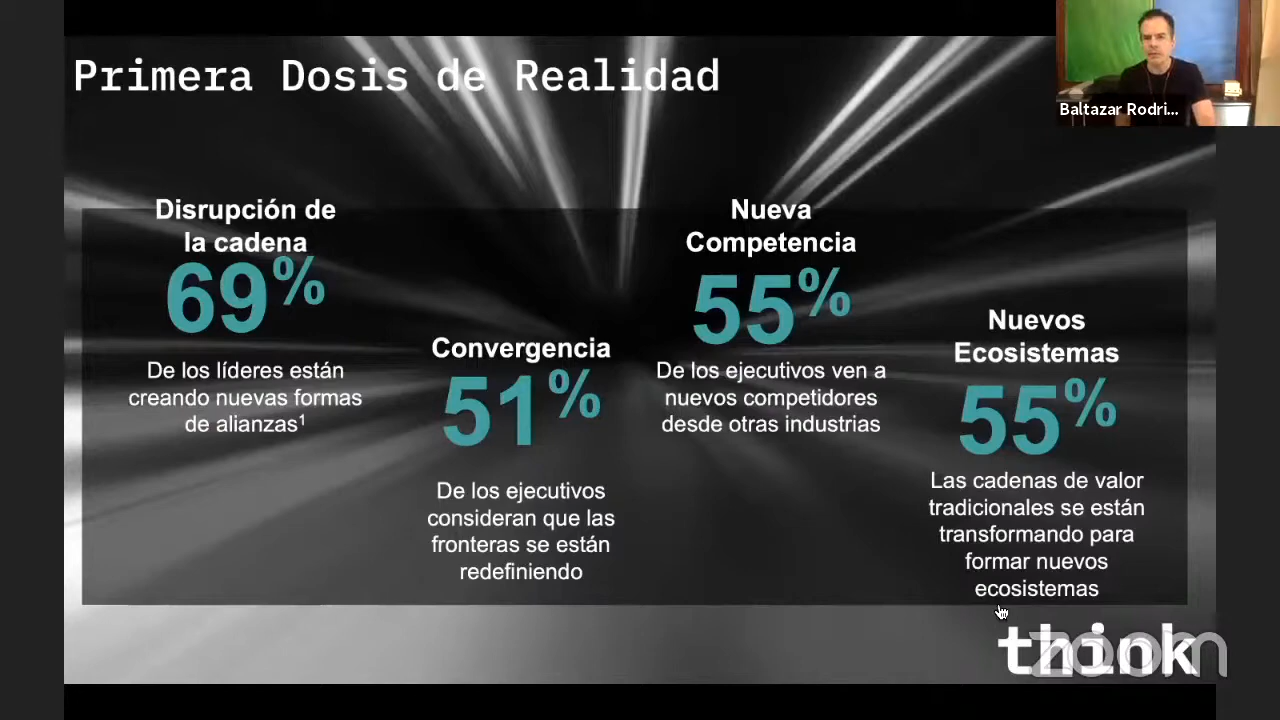 Primera Dosis de Realidad
Baltazar Rodri...
Disrupción de
la cadena
69%
De los líderes están
creando nuevas formas
de alianzas¹
Convergencia
51%
De los ejecutivos
consideran que las
fronteras se están
redefiniendo
Nueva
Competencia
55%
De los ejecutivos ven a
nuevos competidores
desde otras industrias
Nuevos
Ecosistemas
55%
Las cadenas de valor
tradicionales se están
transformando para
formar nuevos
ecosistemas
think
zoom